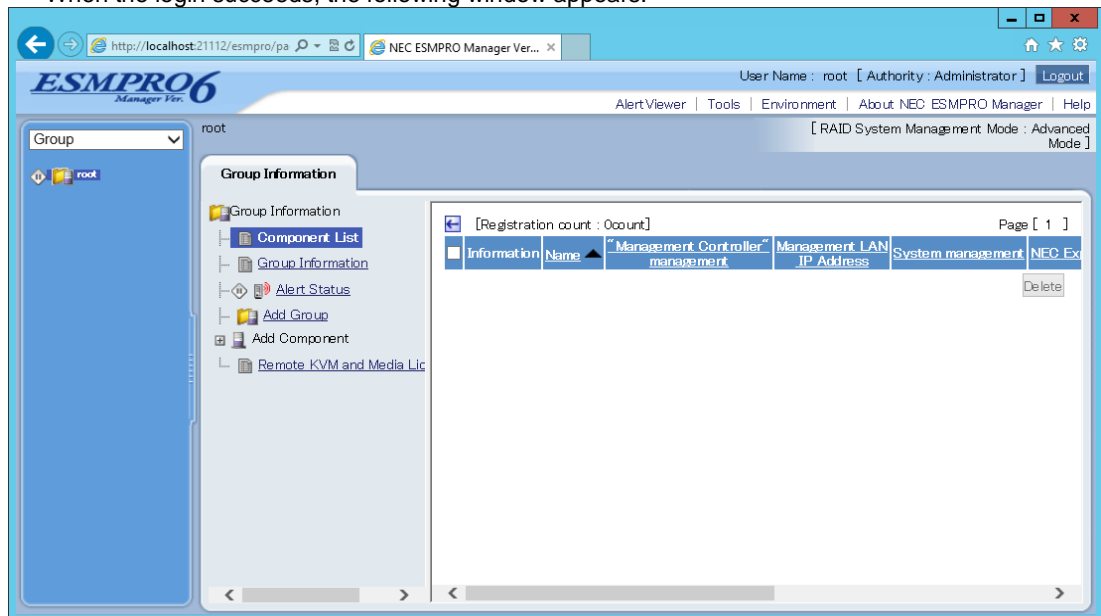 When the login succeeds, the following window appears.
http://localhost:21112/esmpro/pa
NEC ESMPRO Manager Ver... ×
ESMPRO6
Manager Ver.
User Name : root [ Authority : Administrator ] Logout
AlertViewer | Tools | Environment | About NEC ESMPRO Manager | Help
Group
root
root
[ RAID System Management Mode : Advanced
Mode ]
Group Information
Group Information
Component List
Group Information
Alert Status
Add Group
Add Component
Remote KVM and Media Lic
[Registration count : 0count]
Page [ 1 ]
Information Name "Management Controller" management Management LAN IP Address System management NEC Ex
Delete